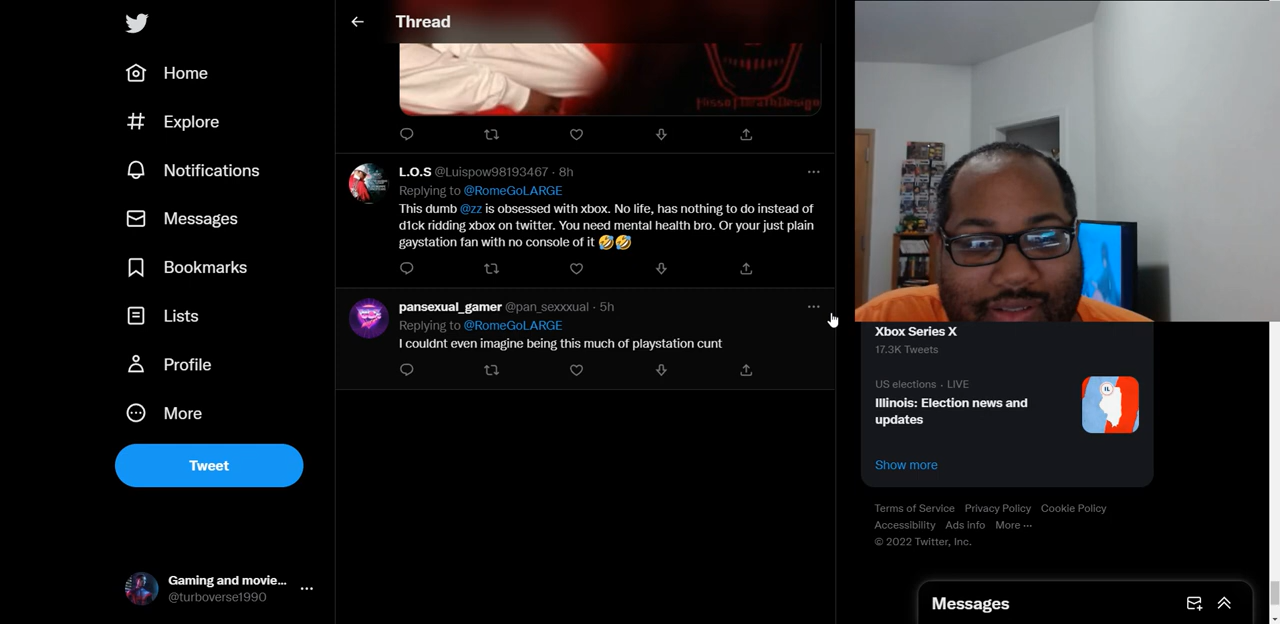 Thread
Home
Explore
Notifications
Messages
Bookmarks
Lists
Profile
More
Tweet
Gaming and movie...
@turboverse1990
L.O.S @Luispow98193467 · 8h
Replying to @RomeGoLARGE
This dumb @zz is obsessed with xbox. No life, has nothing to do instead of
d1ck ridding xbox on twitter. You need mental health bro. Or your just plain
gaystation fan with no console of it 🤣🤣
pansexual_gamer @pan_sexxxual · 5h
Replying to @RomeGoLARGE
I couldnt even imagine being this much of playstation cunt
Xbox Series X
17.3K Tweets
US elections · LIVE
Illinois: Election news and
updates
IL
Show more
Terms of Service Privacy Policy Cookie Policy
Accessibility Ads info More ···
© 2022 Twitter, Inc.
Messages